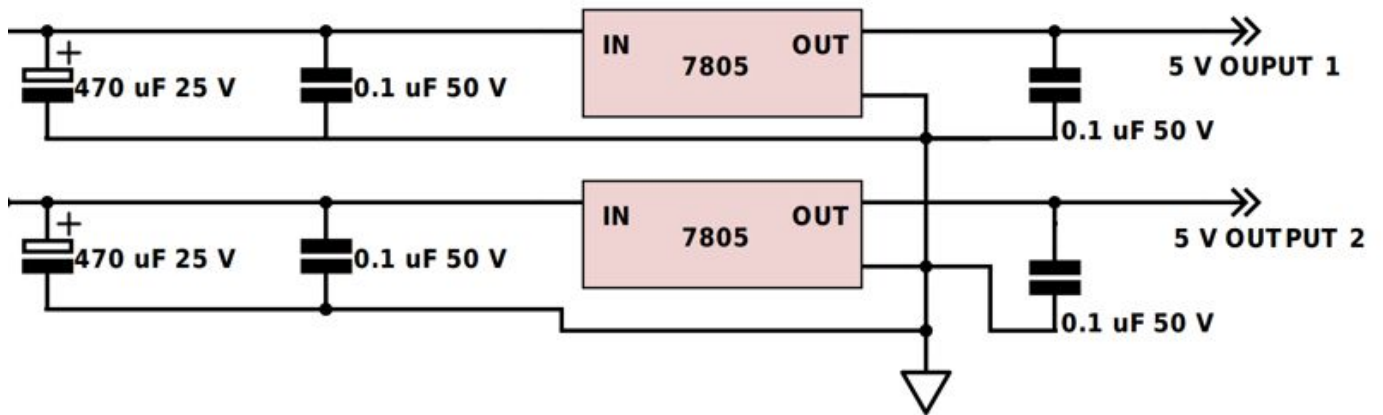 +
470 uF 25 V
0.1 uF 50 V
IN
7805
OUT
5 V OUPUT 1
0.1 uF 50 V
+
470 uF 25 V
0.1 uF 50 V
IN
7805
OUT
5 V OUTPUT 2
0.1 uF 50 V